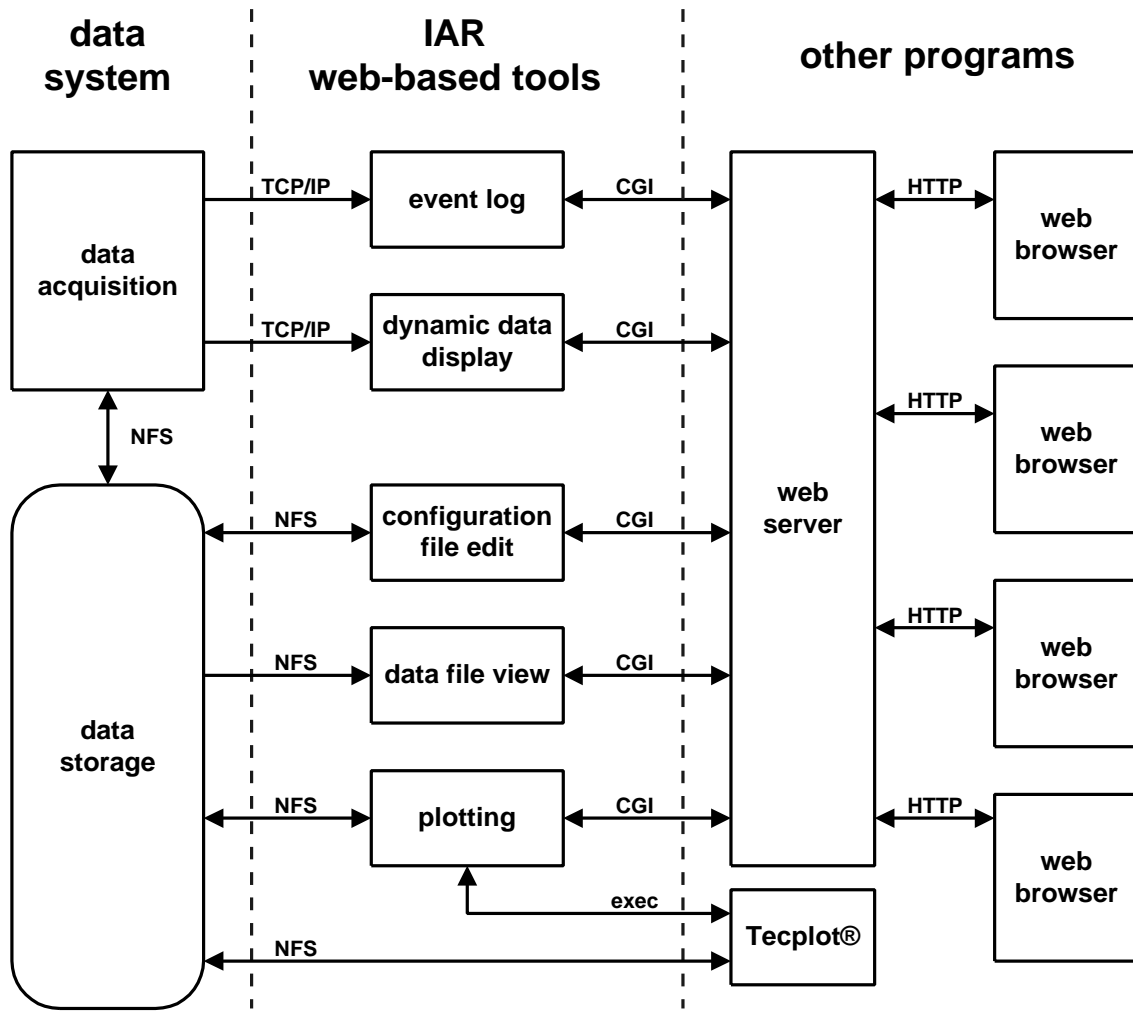 data
system
IAR
web-based tools
other programs
TCP/IP
event log
CGI
HTTP
web
browser
data
acquisition
TCP/IP
dynamic data
display
CGI
NFS
HTTP
web
browser
NFS
configuration
file edit
CGI
web
server
HTTP
web
browser
NFS
data file view
CGI
data
storage
NFS
plotting
CGI
HTTP
web
browser
exec
Tecplot®
NFS